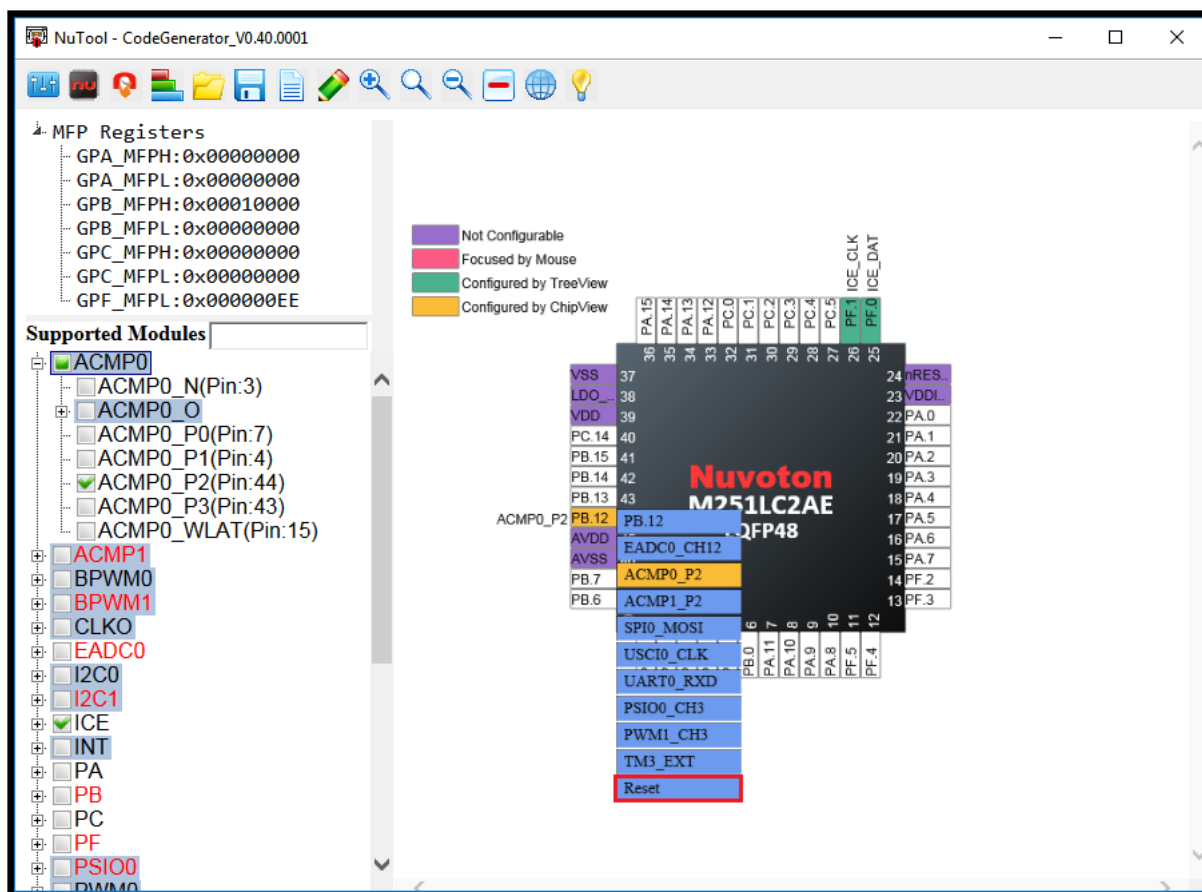 NuTool - CodeGenerator_V0.40.0001
MFP Registers
GPA_MFPH:0x00000000
GPA_MFPL:0x00000000
GPB_MFPH:0x00010000
GPB_MFPL:0x00000000
GPC_MFPH:0x00000000
GPC_MFPL:0x00000000
GPF_MFPL:0x000000EE
Supported Modules
ACMP0
ACMP0_N(Pin:3)
ACMP0_O
ACMP0_P0(Pin:7)
ACMP0_P1(Pin:4)
ACMP0_P2(Pin:44)
ACMP0_P3(Pin:43)
ACMP0_WLAT(Pin:15)
ACMP1
BPWM0
BPWM1
CLKO
EADC0
I2C0
I2C1
ICE
INT
PA
PB
PC
PF
PSIO0
PWM0
Not Configurable
Focused by Mouse
Configured by TreeView
Configured by ChipView
ICE_CLK
ICE_DAT
PA.15
PA.14
PA.13
PA.12
PC.0
PC.1
PC.2
PC.3
PC.4
PC.5
PF.1
PF.0
36 35 34 33 32 31 30 29 28 27 26 25
VSS 37
LDO_.. 38
VDD 39
PC.14 40
PB.15 41
PB.14 42
PB.13 43
ACMP0_P2 PB.12
AVDD
AVSS
PB.7
PB.6
Nuvoton
M251LC2AE
QFP48
24 nRES..
23 VDDI..
22 PA.0
21 PA.1
20 PA.2
19 PA.3
18 PA.4
17 PA.5
16 PA.6
15 PA.7
14 PF.2
13 PF.3
6 7 8 9 10 11 12
PB.0
PA.11
PA.10
PA.9
PA.8
PF.5
PF.4
PB.12
EADC0_CH12
ACMP0_P2
ACMP1_P2
SPI0_MOSI
USCI0_CLK
UART0_RXD
PSIO0_CH3
PWM1_CH3
TM3_EXT
Reset